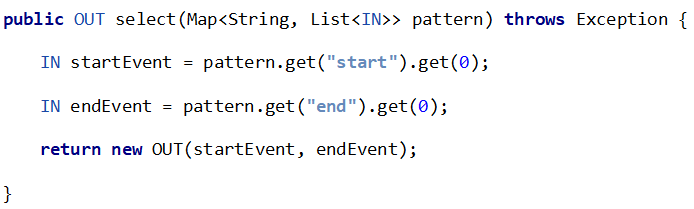 public OUT select(Map<String, List<IN>> pattern) throws Exception {
IN startEvent = pattern.get("start").get(0);
IN endEvent = pattern.get("end").get(0);
return new OUT(startEvent, endEvent);
}